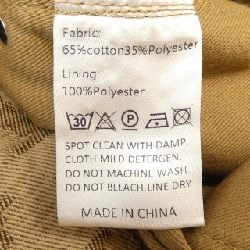 Fabric:
65%cotton35%Polyester
Lining:
100%Polyester
30 P
SPOT CLEAN WITH DAMP
CLOTH MILD DETERGEN.
DO NOT MACHINL WASH.
DO NOT BLLACH.LINE DRY
MADE IN CHINA